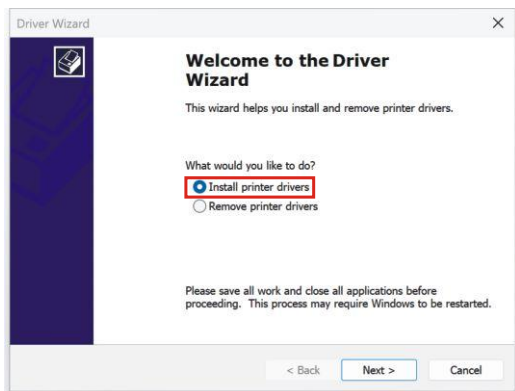 Driver Wizard
Welcome to the Driver
Wizard
This wizard helps you install and remove printer drivers.
What would you like to do?
Install printer drivers
Remove printer drivers
Please save all work and close all applications before
proceeding. This process may require Windows to be restarted.
< Back Next > Cancel